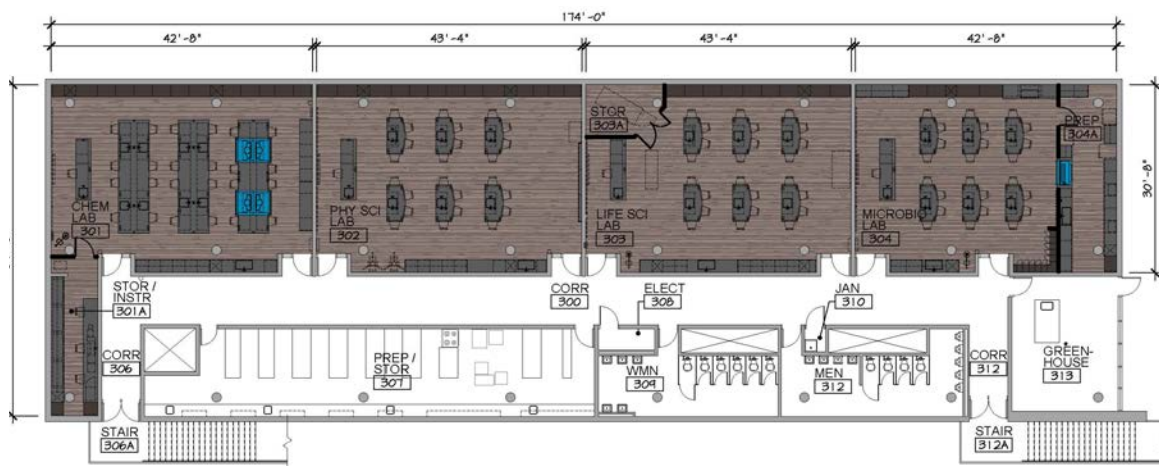 174'-0"
42'-8"
43'-4"
43'-4"
42'-8"
30'-8"
STOR
303A
PREP
304A
CHEM
LAB
301
PHY SCI
LAB
302
LIFE SCI
LAB
303
MICROBIO
LAB
304
STOR /
INSTR
301A
CORR
300
ELECT
308
JAN
310
CORR
306
PREP /
STOR
307
WMN
309
MEN
312
CORR
312
GREEN-
HOUSE
313
STAIR
306A
STAIR
312A